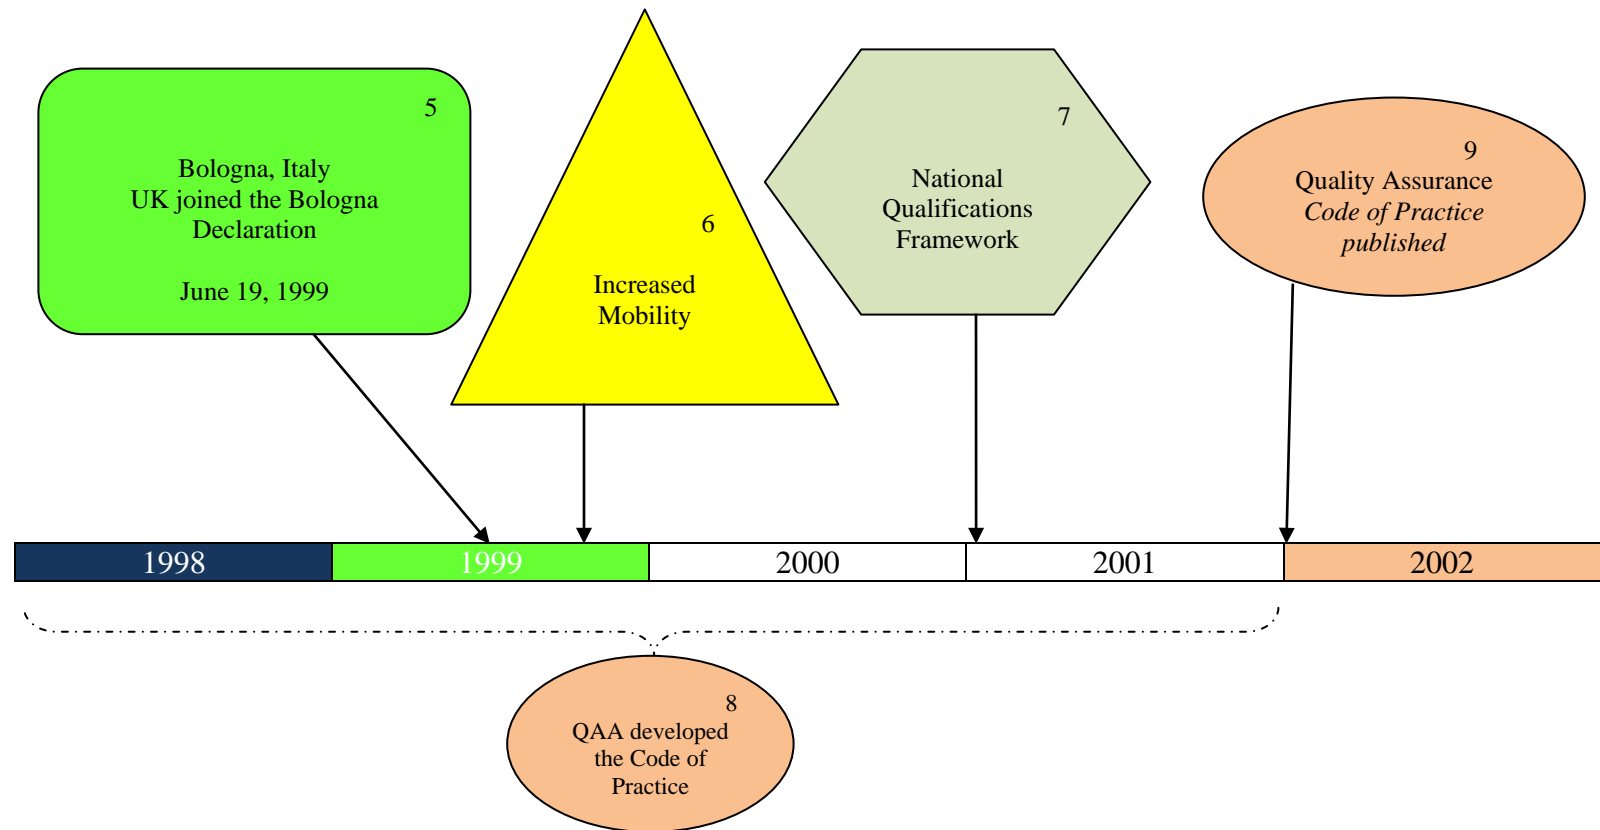 5
Bologna, Italy
UK joined the Bologna
Declaration
June 19, 1999
6
Increased
Mobility
7
National
Qualifications
Framework
9
Quality Assurance
Code of Practice
published
1998
1999
2000
2001
2002
8
QAA developed
the Code of
Practice